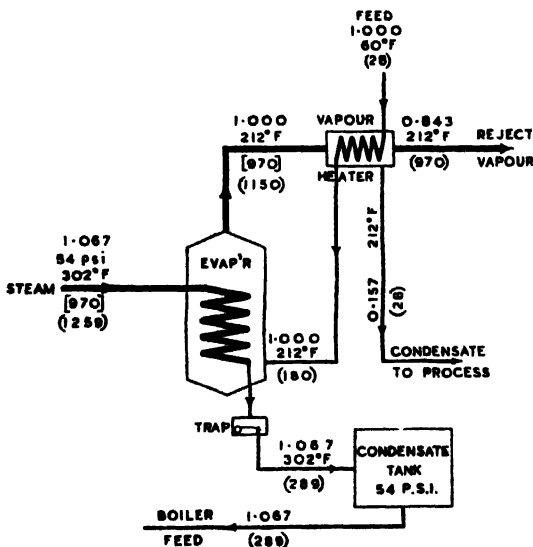 FEED
1·000
60°F
(28)
1·000
212°F
[970]
(1150)
VAPOUR
HEATER
0·843
212°F
(970)
REJECT
VAPOUR
212°F
0·157
(28)
1·067
54 psi
302°F
STEAM
[970]
(1259)
EVAP'R
1·000
212°F
(180)
CONDENSATE
TO PROCESS
TRAP
1·067
302°F
(289)
CONDENSATE
TANK
54 P.S.I.
BOILER
FEED
1·067
(289)